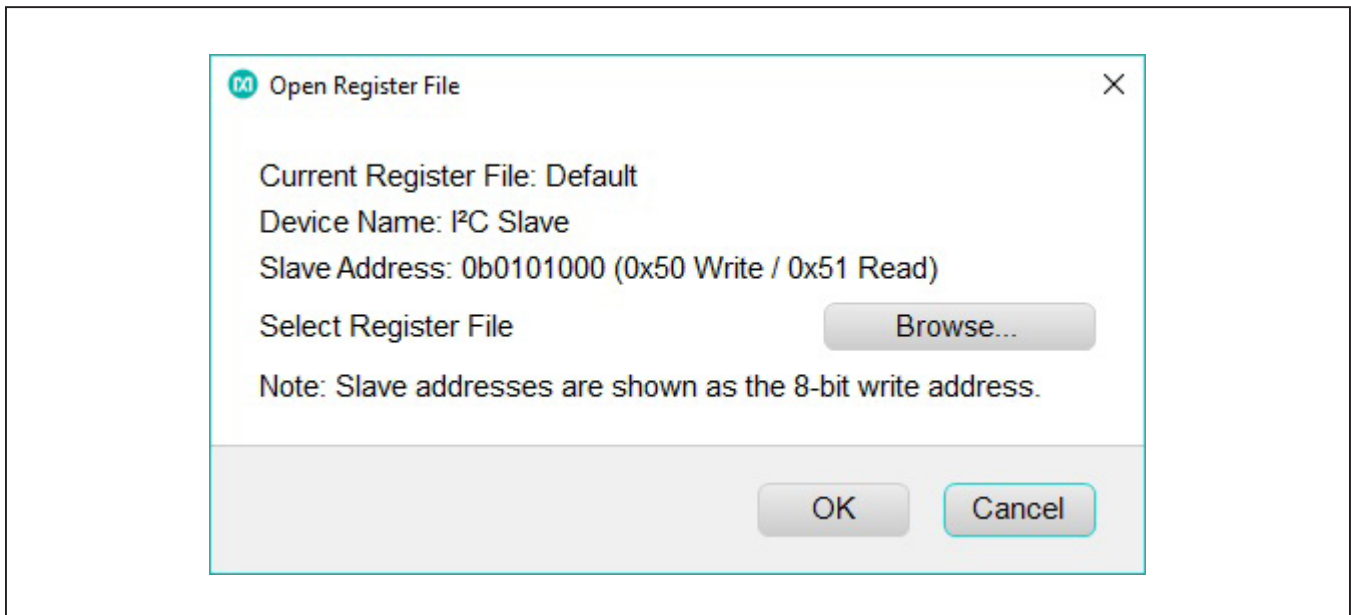 Open Register File
Current Register File: Default
Device Name: I²C Slave
Slave Address: 0b0101000 (0x50 Write / 0x51 Read)
Select Register File Browse...
Note: Slave addresses are shown as the 8-bit write address.
OK Cancel